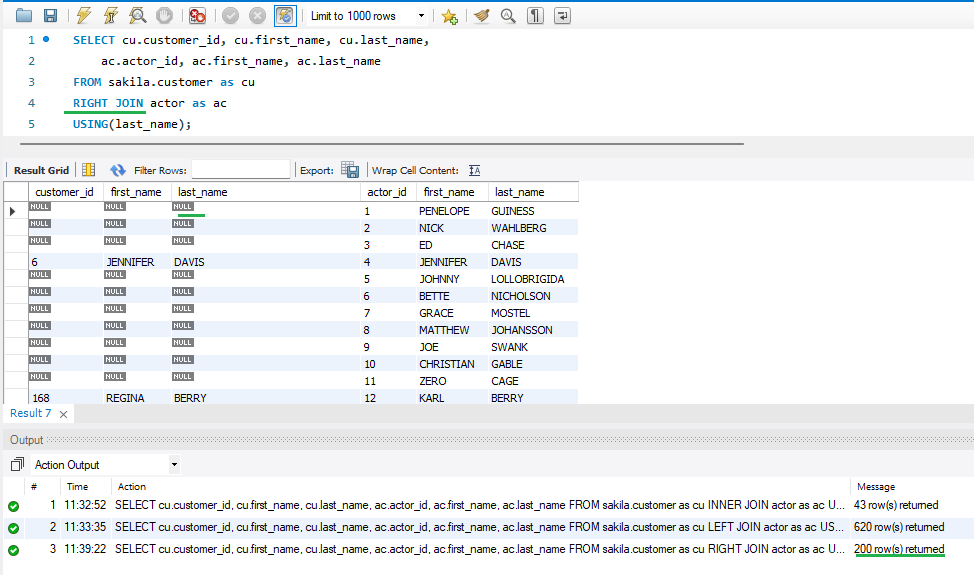 Limit to 1000 rows
1 SELECT cu.customer_id, cu.first_name, cu.last_name,
2 ac.actor_id, ac.first_name, ac.last_name
3 FROM sakila.customer as cu
4 RIGHT JOIN actor as ac
5 USING(last_name);
Result Grid Filter Rows: Export: Wrap Cell Content: IA
customer_id first_name last_name actor_id first_name last_name
NULL NULL NULL 1 PENELOPE GUINESS
NULL NULL NULL 2 NICK WAHLBERG
NULL NULL NULL 3 ED CHASE
6 JENNIFER DAVIS 4 JENNIFER DAVIS
NULL NULL NULL 5 JOHNNY LOLLOBRIGIDA
NULL NULL NULL 6 BETTE NICHOLSON
NULL NULL NULL 7 GRACE MOSTEL
NULL NULL NULL 8 MATTHEW JOHANSSON
NULL NULL NULL 9 JOE SWANK
NULL NULL NULL 10 CHRISTIAN GABLE
NULL NULL NULL 11 ZERO CAGE
168 REGINA BERRY 12 KARL BERRY
Result 7
Output
Action Output
# Time Action Message
1 11:32:52 SELECT cu.customer_id, cu.first_name, cu.last_name, ac.actor_id, ac.first_name, ac.last_name FROM sakila.customer as cu INNER JOIN actor as ac U... 43 row(s) returned
2 11:33:35 SELECT cu.customer_id, cu.first_name, cu.last_name, ac.actor_id, ac.first_name, ac.last_name FROM sakila.customer as cu LEFT JOIN actor as ac US... 620 row(s) returned
3 11:39:22 SELECT cu.customer_id, cu.first_name, cu.last_name, ac.actor_id, ac.first_name, ac.last_name FROM sakila.customer as cu RIGHT JOIN actor as ac U... 200 row(s) returned